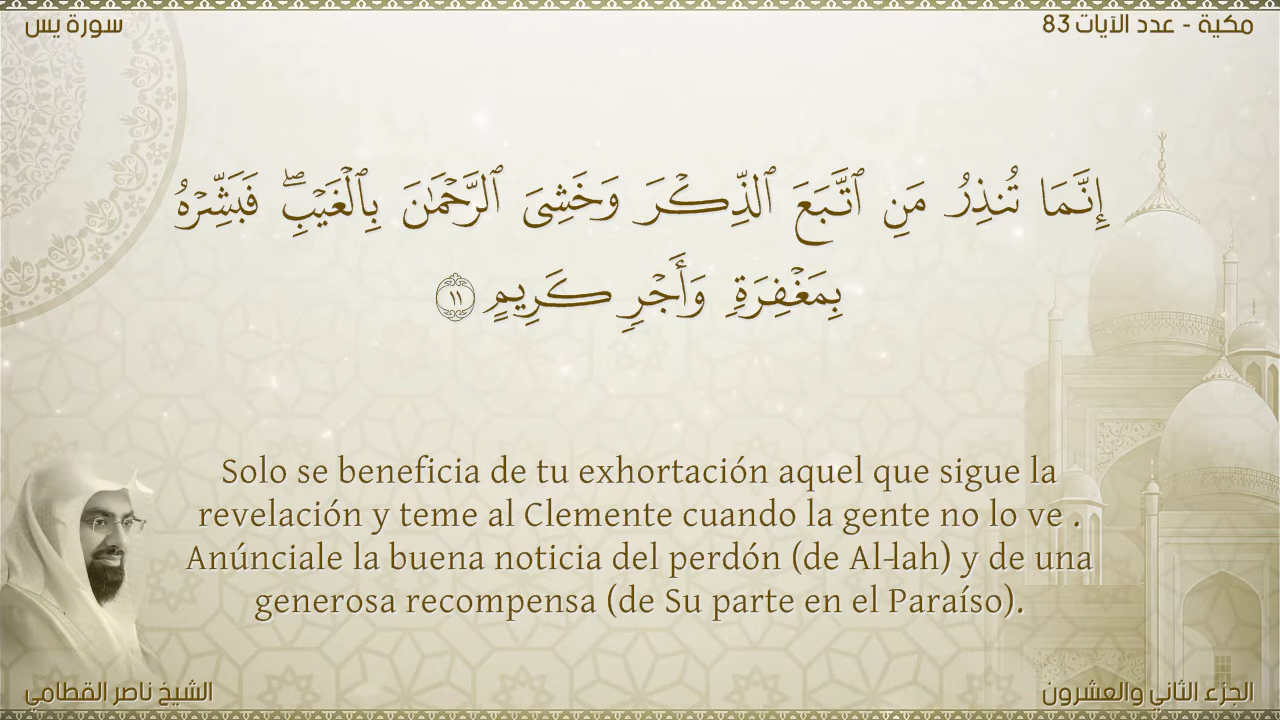 سورة يس
مكية - عدد الآيات 83
إِنَّمَا تُنذِرُ مَنِ ٱتَّبَعَ ٱلذِّكْرَ وَخَشِىَ ٱلرَّحْمَٰنَ بِٱلْغَيْبِ ۖ فَبَشِّرْهُ
بِمَغْفِرَةٍ وَأَجْرٍ كَرِيمٍ ١١
Solo se beneficia de tu exhortación aquel que sigue la
revelación y teme al Clemente cuando la gente no lo ve .
Anúnciale la buena noticia del perdón (de Al-lah) y de una
generosa recompensa (de Su parte en el Paraíso).
الشيخ ناصر القطامي
الجزء الثاني والعشرون